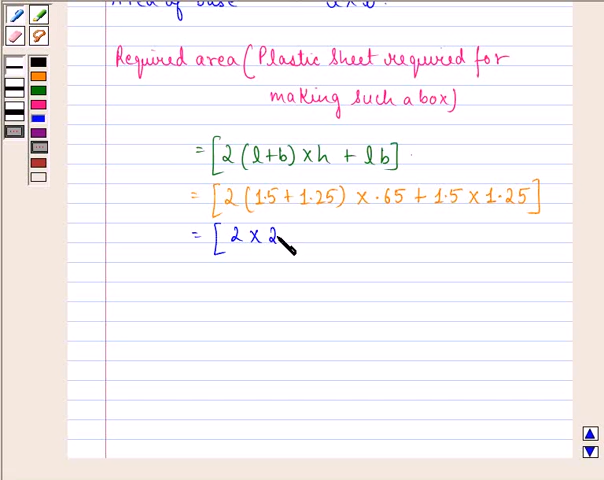 Required area (Plastic sheet required for
making such a box)
= [2 (l+b) × h + lb]
= [2 (1.5 + 1.25) × .65 + 1.5 × 1.25]
= [2 × 2